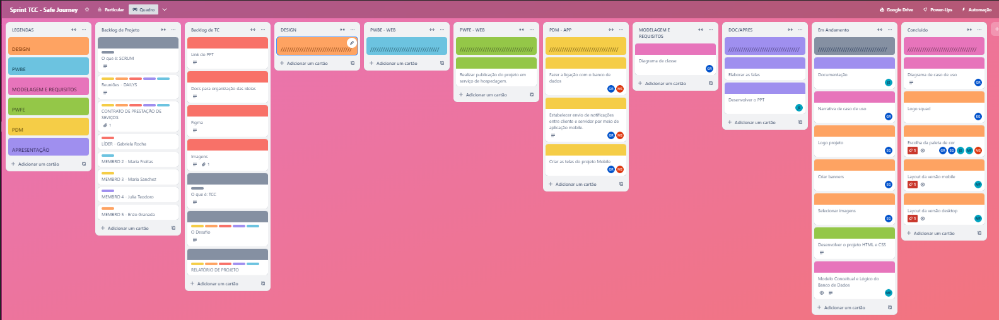 Sprint TCC - Safe Journey
Particular
Quadro
Google Drive
Power-Ups
Automação
LEGENDAS
DESIGN
PWBE
MODELAGEM E REQUISITOS
PWFE
PDM
APRESENTAÇÃO
+ Adicionar um cartão
Backlog de Projeto
O que é: SCRUM
Reuniões - DAILYS
CONTRATO DE PRESTAÇÃO DE
SEVIÇOS
1
LÍDER - Gabriela Rocha
MEMBRO 2 - Maria Freitas
MEMBRO 3 - Maria Sanchez
MEMBRO 4 - Julia Teodoro
MEMBRO 5 - Enzo Granada
+ Adicionar um cartão
Backlog de TC
Link do PPT
Docs para organização das ideias
Figma
Imagens
1
O que é: TCC
O Desafio
RELATÓRIO DE PROJETO
+ Adicionar um cartão
DESIGN
////////////////////////////////////
+ Adicionar um cartão
PWBE - WEB
////////////////////////////////////
+ Adicionar um cartão
PWFE - WEB
////////////////////////////////////
Realizar publicação do projeto em
serviço de hospedagem.
+ Adicionar um cartão
PDM - APP
////////////////////////////////////
Fazer a ligação com o banco de
dados
GR MS
Estabelecer envio de notificações
entre cliente e servidor por meio de
aplicação mobile.
GR MS
Criar as telas do projeto Mobile
GR MS
+ Adicionar um cartão
MODELAGEM E
REQUISITOS
Diagrama de classe
GR
+ Adicionar um cartão
DOC/APRES
////////////////////////////////////
Elaborar as falas
Desenvolver o PPT
+ Adicionar um cartão
Em Andamento
////////////////////////////////////
Documentação
Narrativa de caso de uso
GR
Logo projeto
EG
Criar banners
EG
Selecionar imagens
EG
Desenvolver o projeto HTML e CSS
Modelo Conceitual e Lógico do
Banco de Dados
MF
+ Adicionar um cartão
Concluido
////////////////////////////////////
Diagrama de caso de uso
GR
Logo squad
EG
Escolha da paleta de cor
1 GR EG MF MS
Layout da versão mobile
1 MF
Layout da versão desktop
1 MF
+ Adicionar um cartão